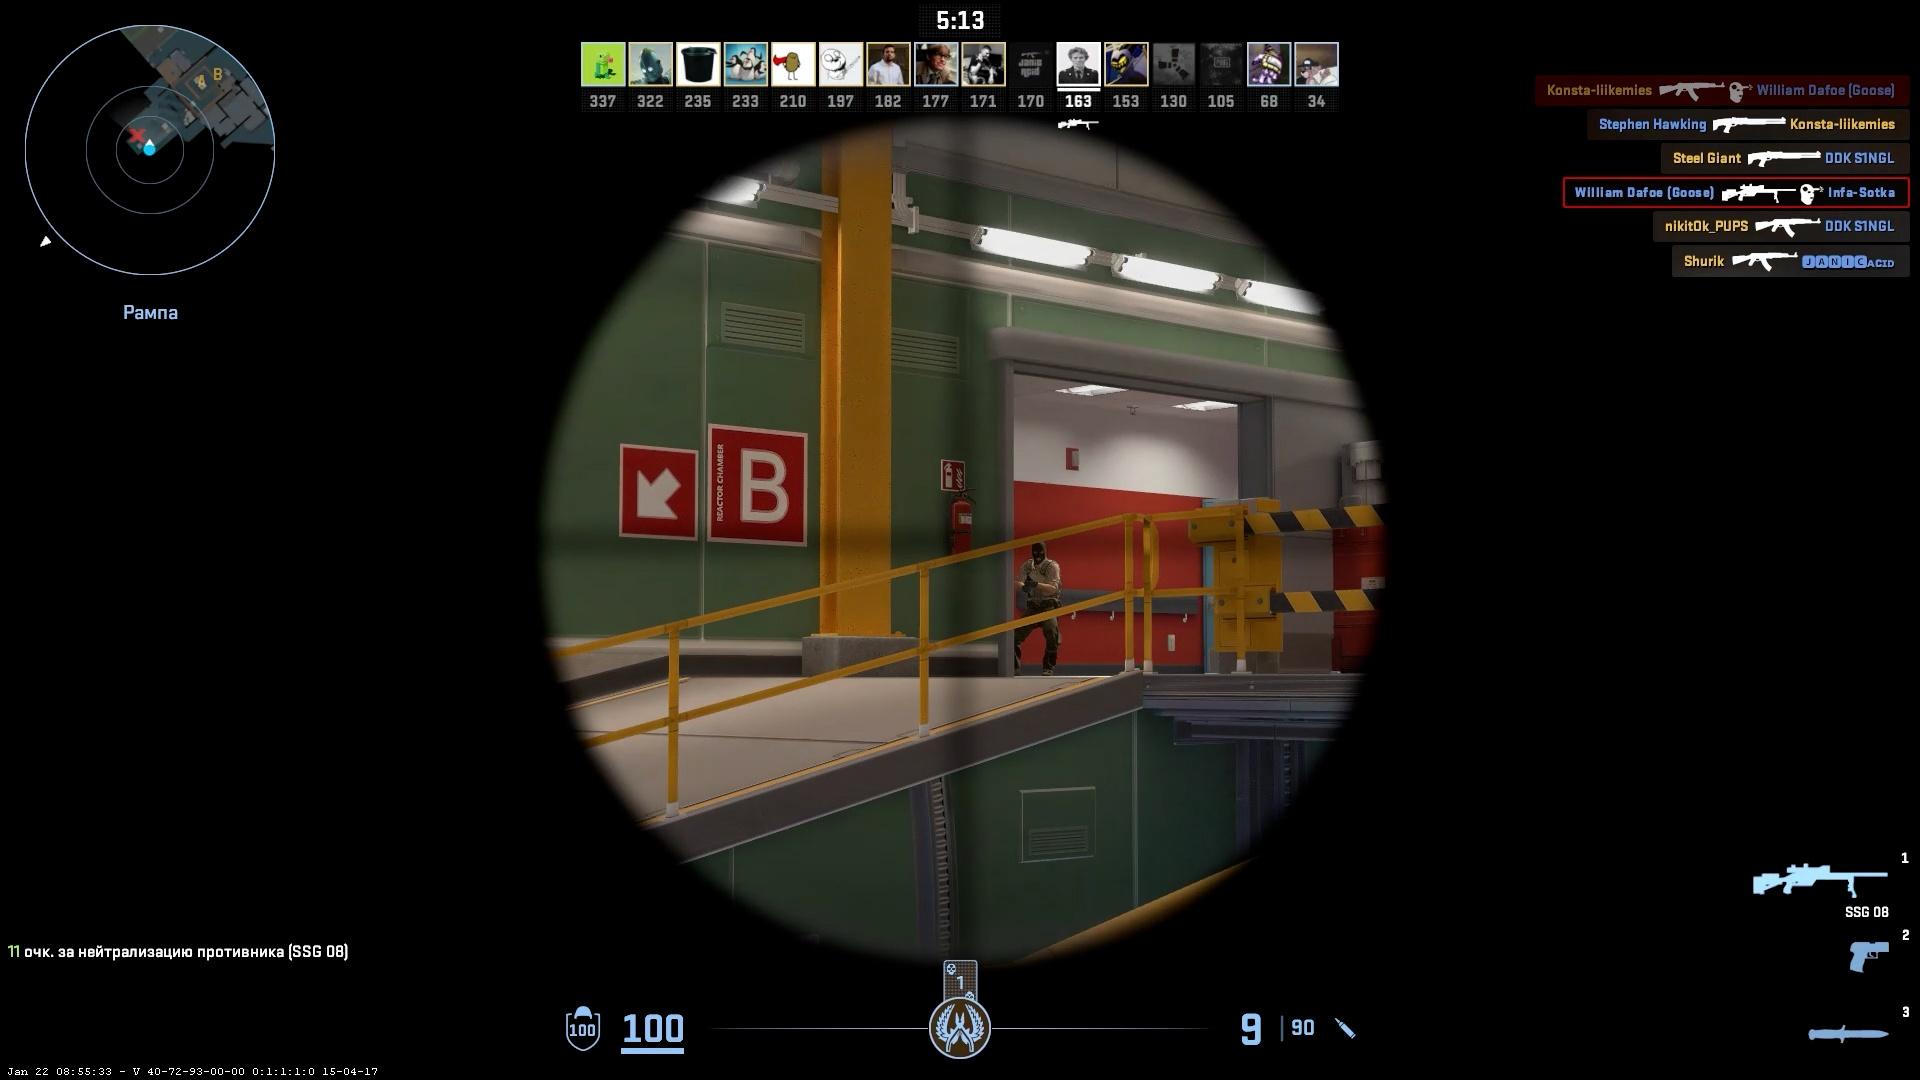 5:13
A B
337 322 235 233 210 197 182 177 171 170 163 153 130 105 68 34
Konsta-liikemies William Dafoe (Goose)
Stephen Hawking Konsta-liikemies
Steel Giant DDK S1NGL
William Dafoe (Goose) Infa-Sotka
nikitOk_PUPS DDK S1NGL
Shurik JANICACID
Рампа
REACTOR CHAMBER
B
1
SSG 08
2
3
11 очк. за нейтрализацию противника (SSG 08)
1
100 100
9 90
Jan 22 08:55:33 - V 40-72-93-00-00 0:1:1:1:0 15-04-17